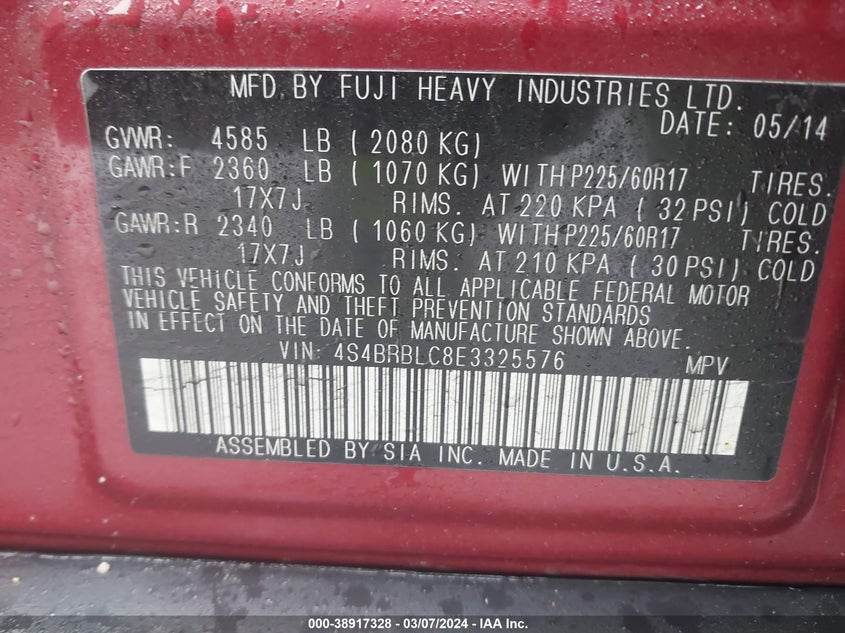 MFD. BY FUJI HEAVY INDUSTRIES LTD.
DATE: 05/14
GVWR: 4585 LB ( 2080 KG)
GAWR:F 2360 LB ( 1070 KG) WITH P225/60R17 TIRES.
17X7J RIMS. AT 220 KPA ( 32 PSI) COLD
GAWR:R 2340 LB ( 1060 KG) WITH P225/60R17 TIRES.
17X7J RIMS. AT 210 KPA ( 30 PSI) COLD
THIS VEHICLE CONFORMS TO ALL APPLICABLE FEDERAL MOTOR
VEHICLE SAFETY AND THEFT PREVENTION STANDARDS
IN EFFECT ON THE DATE OF MANUFACTURE SHOWN ABOVE.
VIN: 4S4BRBLC8E3325576 MPV
ASSEMBLED BY SIA INC. MADE IN U.S.A.
000-38917328 - 03/07/2024 - IAA, Inc.